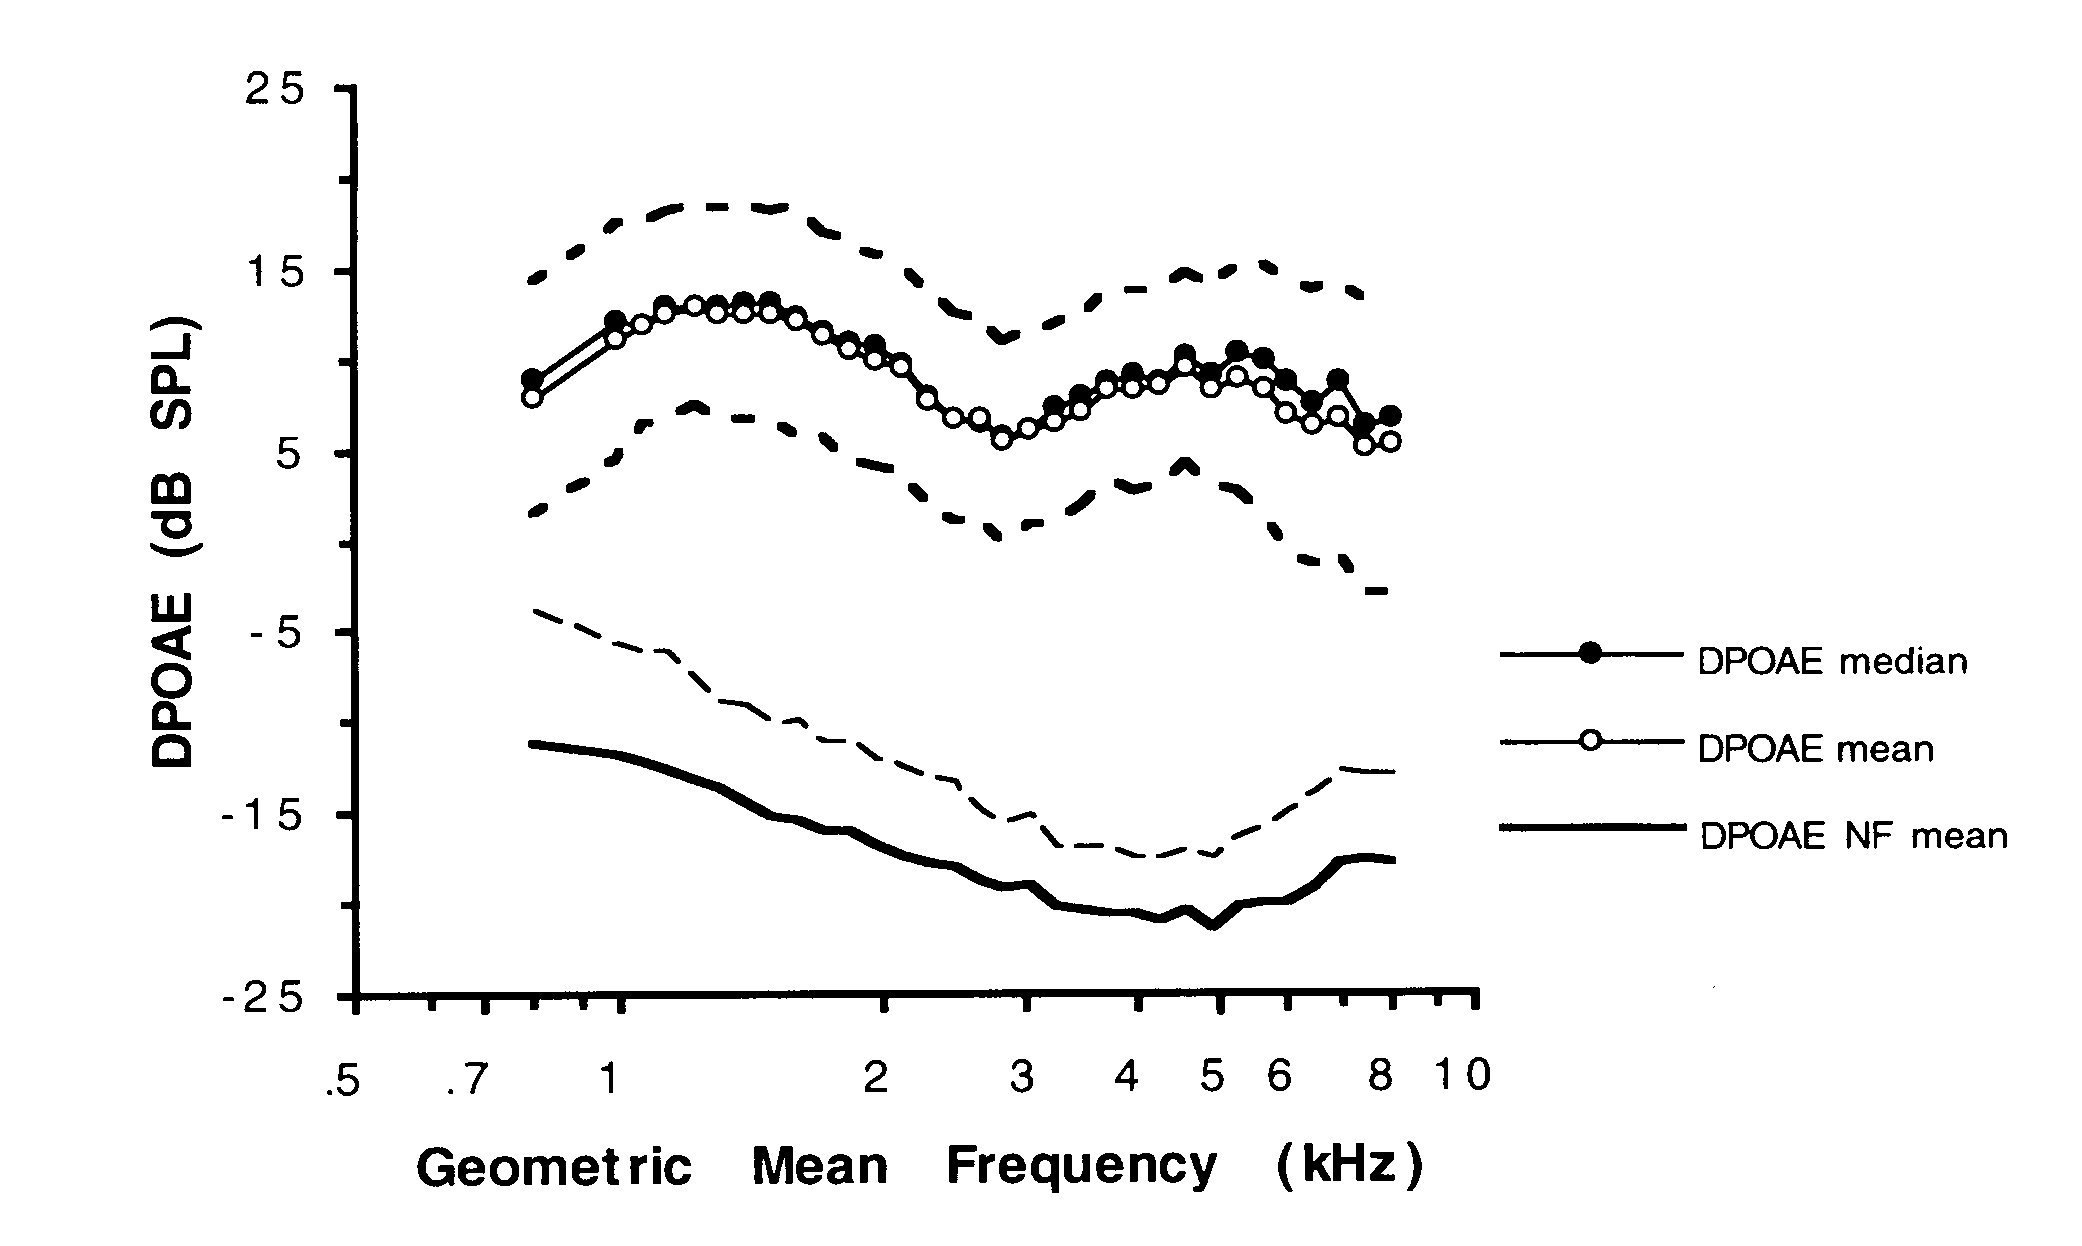 25
15
5
-5
-15
-25
DPOAE (dB SPL)
.5 .7 1 2 3 4 5 6 8 10
Geometric Mean Frequency (kHz)
DPOAE median
DPOAE mean
DPOAE NF mean